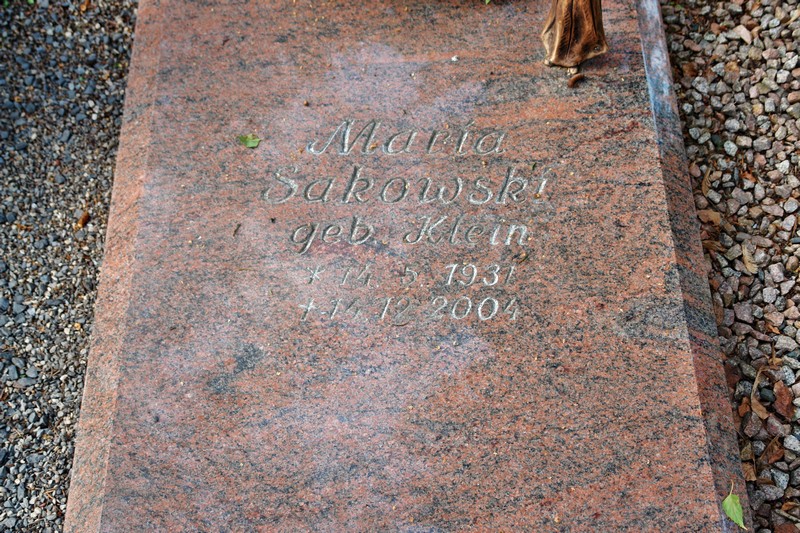 Maria
Sakowski
geb. Klein
* 14. 5. 1931
† 14. 12. 2004